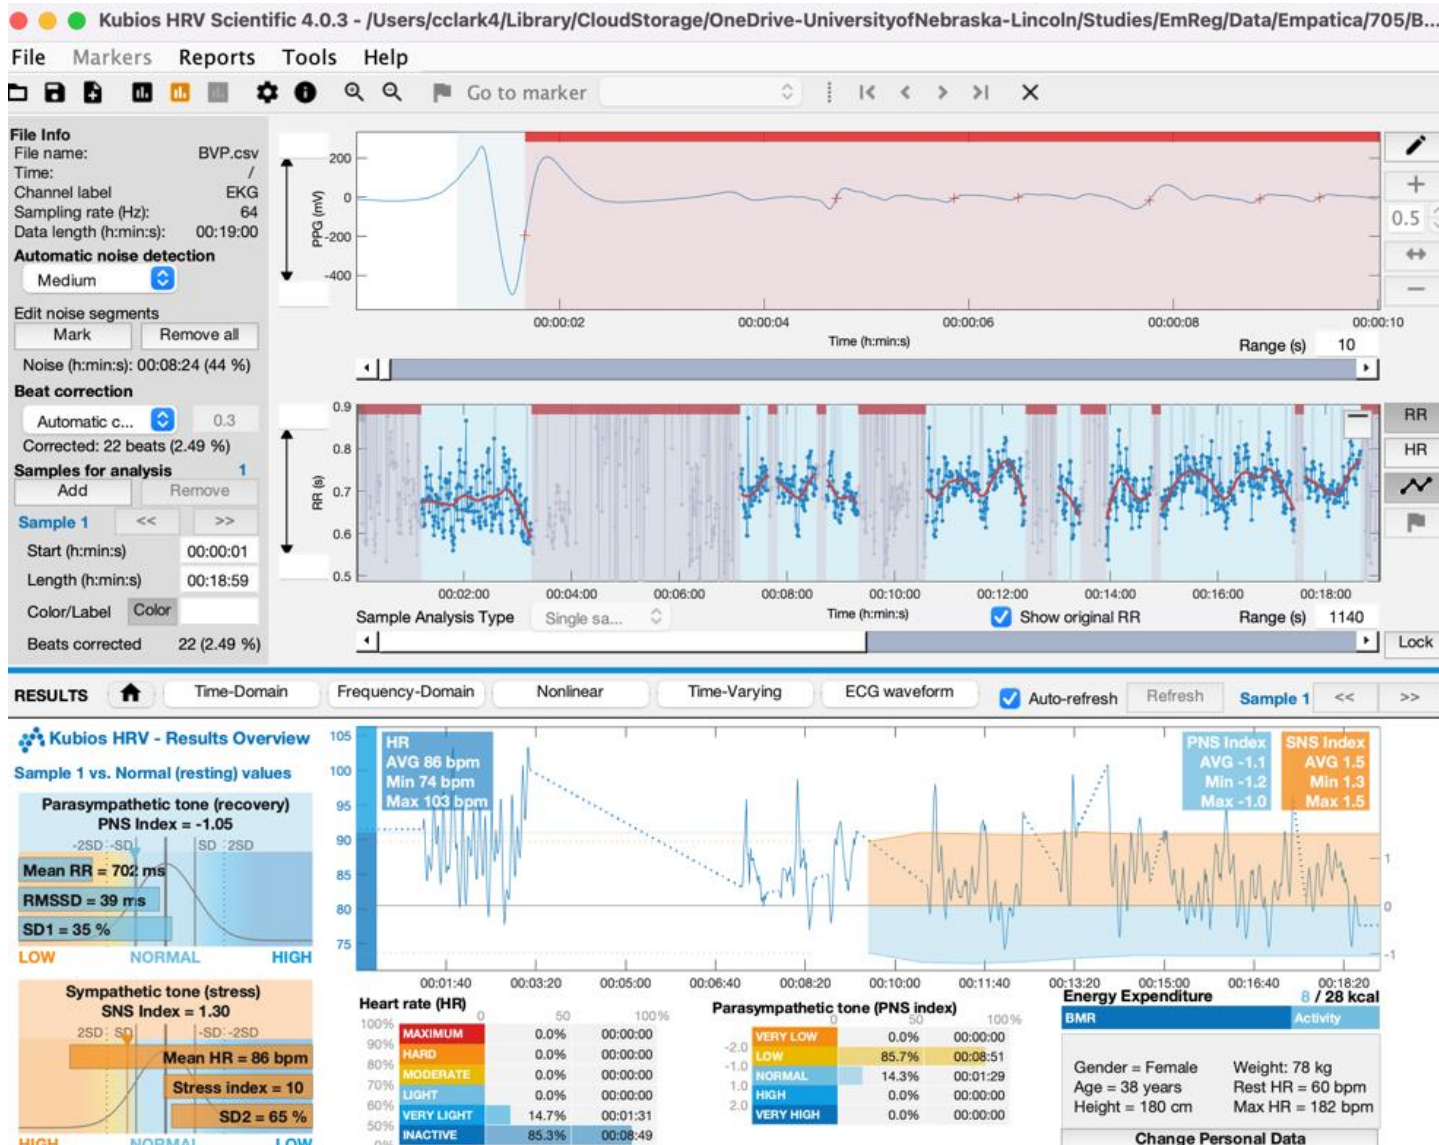 Kubios HRV Scientific 4.0.3 - /Users/cclark4/Library/CloudStorage/OneDrive-UniversityofNebraska-Lincoln/Studies/EmReg/Data/Empatica/705/B...
File Markers Reports Tools Help
Go to marker
File Info
File name: BVP.csv
Time: /
Channel label EKG
Sampling rate (Hz): 64
Data length (h:min:s): 00:19:00
Automatic noise detection
Medium
Edit noise segments
Mark Remove all
Noise (h:min:s): 00:08:24 (44 %)
Beat correction
Automatic c... 0.3
Corrected: 22 beats (2.49 %)
Samples for analysis 1
Add Remove
Sample 1 << >>
Start (h:min:s) 00:00:01
Length (h:min:s) 00:18:59
Color/Label Color
Beats corrected 22 (2.49 %)
PPG (mV)
200
0
-200
-400
00:00:02 00:00:04 00:00:06 00:00:08 00:00:10
Time (h:min:s)
Range (s) 10
0.5
RR (s)
0.9
0.8
0.7
0.6
0.5
00:02:00 00:04:00 00:06:00 00:08:00 00:10:00 00:12:00 00:14:00 00:16:00 00:18:00
Sample Analysis Type Single sa... Time (h:min:s) Show original RR Range (s) 1140
RR
HR
Lock
RESULTS Time-Domain Frequency-Domain Nonlinear Time-Varying ECG waveform Auto-refresh Refresh Sample 1 << >>
Kubios HRV - Results Overview
Sample 1 vs. Normal (resting) values
Parasympathetic tone (recovery)
PNS Index = -1.05
-2SD -SD SD 2SD
Mean RR = 702 ms
RMSSD = 39 ms
SD1 = 35 %
LOW NORMAL HIGH
Sympathetic tone (stress)
SNS Index = 1.30
2SD SD -SD -2SD
Mean HR = 86 bpm
Stress index = 10
SD2 = 65 %
HIGH NORMAL LOW
105
100
95
90
85
80
75
HR
AVG 86 bpm
Min 74 bpm
Max 103 bpm
PNS Index
AVG -1.1
Min -1.2
Max -1.0
SNS Index
AVG 1.5
Min 1.3
Max 1.5
1
0
-1
00:01:40 00:03:20 00:05:00 00:06:40 00:08:20 00:10:00 00:11:40 00:13:20 00:15:00 00:16:40 00:18:20
Heart rate (HR)
0 50 100%
100%
90%
80%
70%
60%
50%
0%
MAXIMUM 0.0% 00:00:00
HARD 0.0% 00:00:00
MODERATE 0.0% 00:00:00
LIGHT 0.0% 00:00:00
VERY LIGHT 14.7% 00:01:31
INACTIVE 85.3% 00:08:49
Parasympathetic tone (PNS index)
0 50 100%
-2.0
-1.0
1.0
2.0
VERY LOW 0.0% 00:00:00
LOW 85.7% 00:08:51
NORMAL 14.3% 00:01:29
HIGH 0.0% 00:00:00
VERY HIGH 0.0% 00:00:00
Energy Expenditure 8 / 28 kcal
BMR Activity
Gender = Female Weight: 78 kg
Age = 38 years Rest HR = 60 bpm
Height = 180 cm Max HR = 182 bpm
Change Personal Data